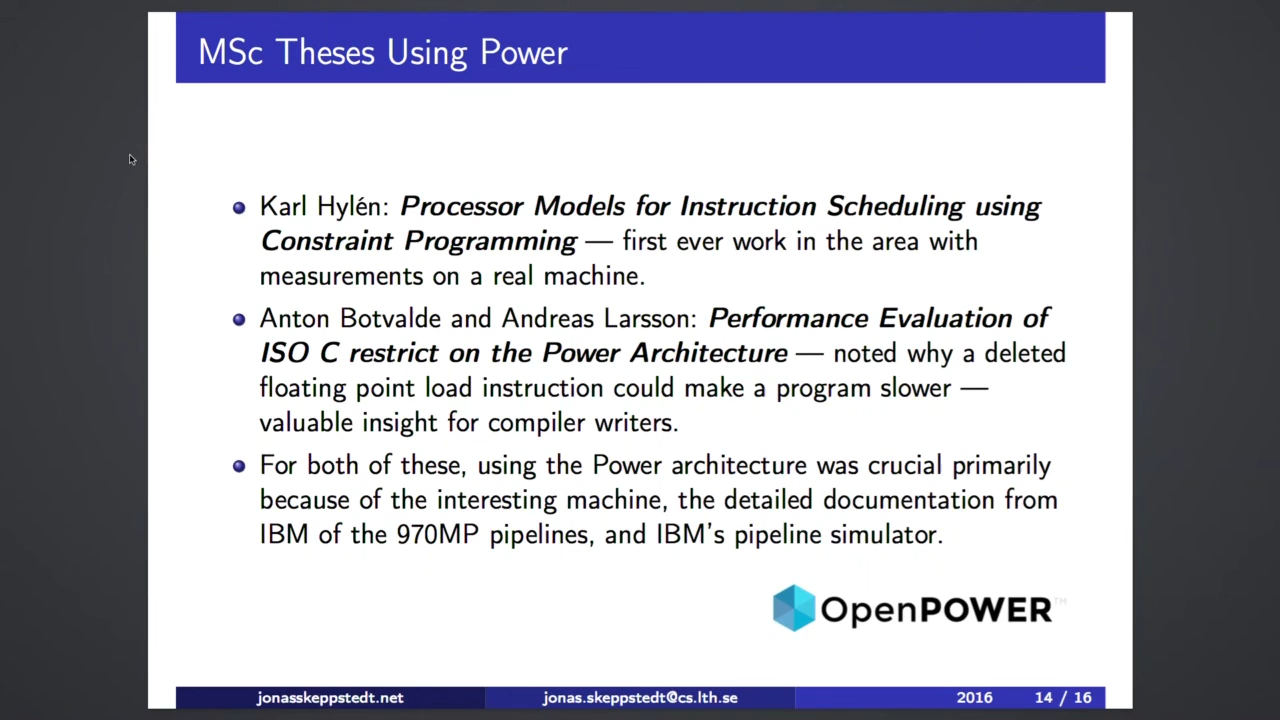 MSc Theses Using Power
Karl Hylén: Processor Models for Instruction Scheduling using
Constraint Programming — first ever work in the area with
measurements on a real machine.
Anton Botvalde and Andreas Larsson: Performance Evaluation of
ISO C restrict on the Power Architecture — noted why a deleted
floating point load instruction could make a program slower —
valuable insight for compiler writers.
For both of these, using the Power architecture was crucial primarily
because of the interesting machine, the detailed documentation from
IBM of the 970MP pipelines, and IBM's pipeline simulator.
OpenPOWER™
jonasskeppstedt.net jonas.skeppstedt@cs.lth.se 2016 14 / 16